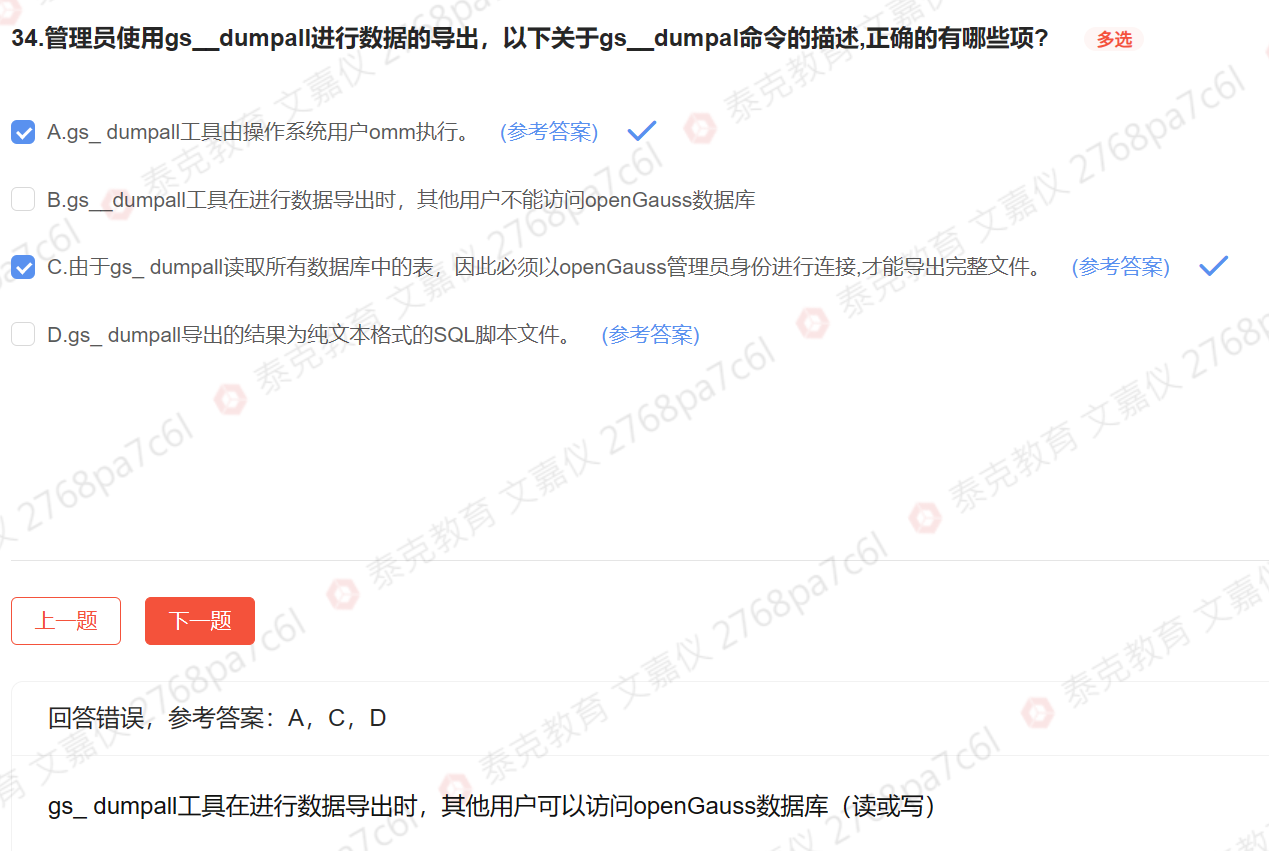 34.管理员使用gs__dumpall进行数据的导出，以下关于gs__dumpal命令的描述,正确的有哪些项? 多选
A.gs_ dumpall工具由操作系统用户omm执行。 (参考答案)
B.gs__dumpall工具在进行数据导出时，其他用户不能访问openGauss数据库
C.由于gs_ dumpall读取所有数据库中的表，因此必须以openGauss管理员身份进行连接,才能导出完整文件。 (参考答案)
D.gs_ dumpall导出的结果为纯文本格式的SQL脚本文件。 (参考答案)
上一题 下一题
回答错误，参考答案：A，C，D
gs_ dumpall工具在进行数据导出时，其他用户可以访问openGauss数据库（读或写）
泰克教育 文嘉仪 2768pa7c6l